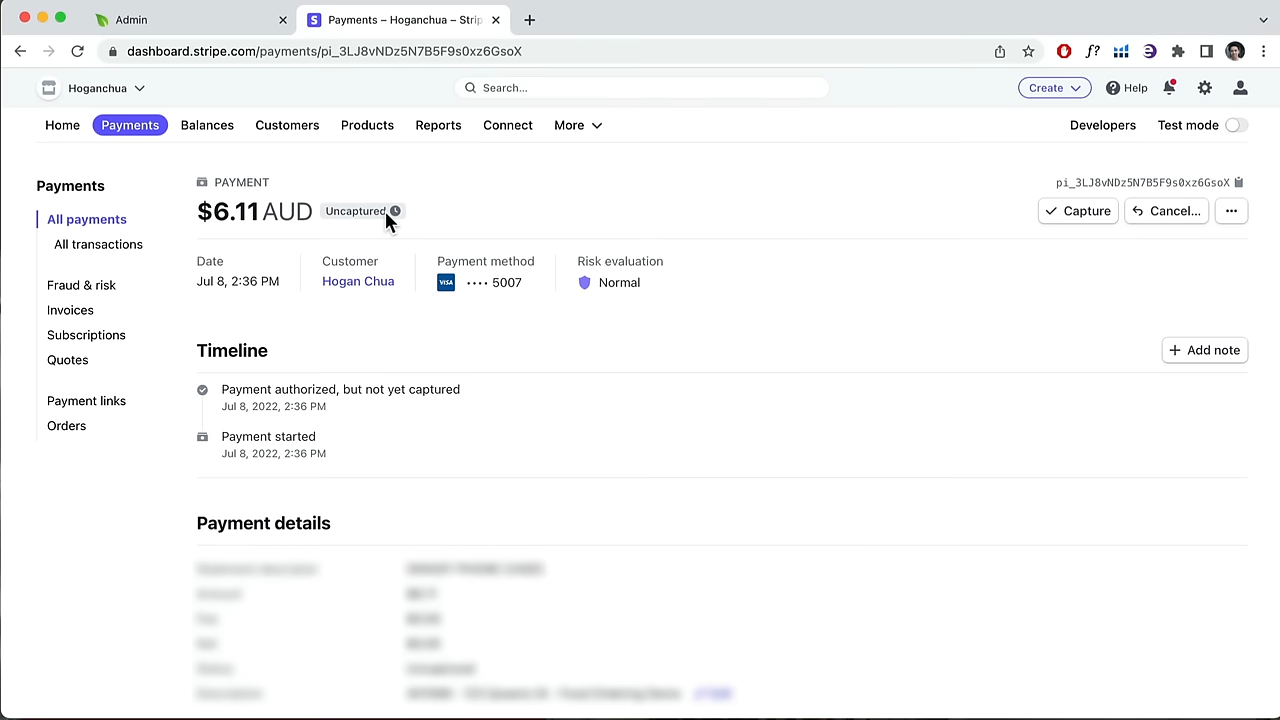 Admin
Payments – Hoganchua – Strip
dashboard.stripe.com/payments/pi_3LJ8vNDz5N7B5F9s0xz6GsoX
Hoganchua
Search...
Create
Help
Home
Payments
Balances
Customers
Products
Reports
Connect
More
Developers
Test mode
Payments
All payments
All transactions
Fraud & risk
Invoices
Subscriptions
Quotes
Payment links
Orders
PAYMENT
pi_3LJ8vNDz5N7B5F9s0xz6GsoX
$6.11 AUD
Uncaptured
Capture
Cancel...
Date
Jul 8, 2:36 PM
Customer
Hogan Chua
Payment method
VISA •••• 5007
Risk evaluation
Normal
Timeline
Add note
Payment authorized, but not yet captured
Jul 8, 2022, 2:36 PM
Payment started
Jul 8, 2022, 2:36 PM
Payment details